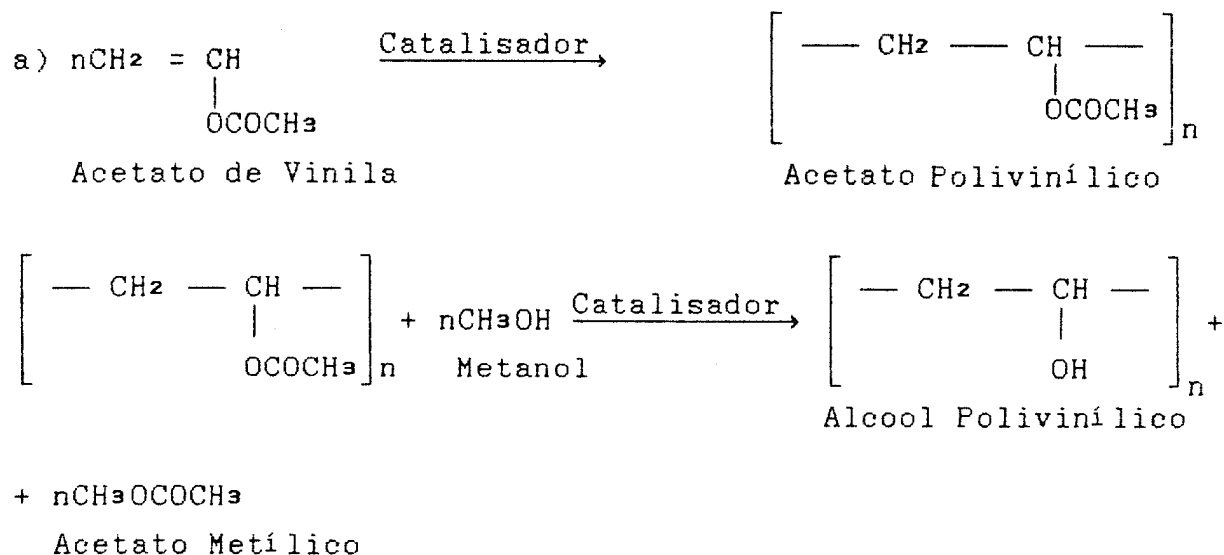 a) nCH2 = CH Catalisador [ — CH2 — CH — ]n
OCOCH3 OCOCH3
Acetato de Vinila Acetato Polivinílico
[ — CH2 — CH — ]n + nCH3OH Catalisador [ — CH2 — CH — ]n +
OCOCH3 Metanol OH
Alcool Polivinílico
+ nCH3OCOCH3
Acetato Metílico